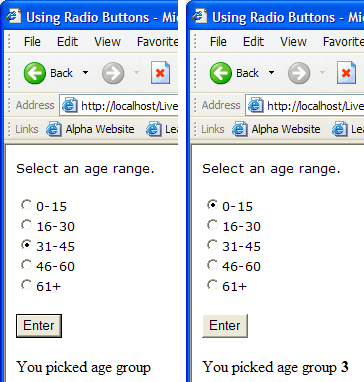 Using Radio Buttons - Mi
File Edit View Favorite
Back
Address http://localhost/Live
Links Alpha Website Lea
Select an age range.
0-15
16-30
31-45
46-60
61+
Enter
You picked age group
Using Radio Buttons - Mi
File Edit View Favorite
Back
Address http://localhost/Live
Links Alpha Website Lea
Select an age range.
0-15
16-30
31-45
46-60
61+
Enter
You picked age group 3